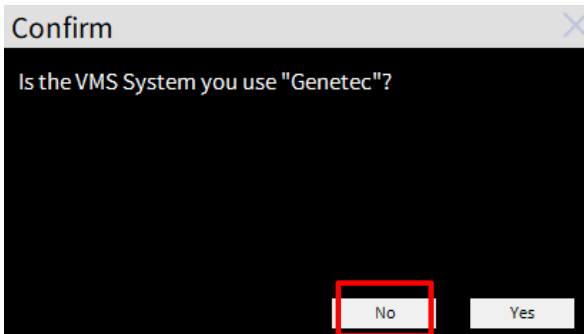 Confirm
Is the VMS System you use "Genetec"?
No
Yes